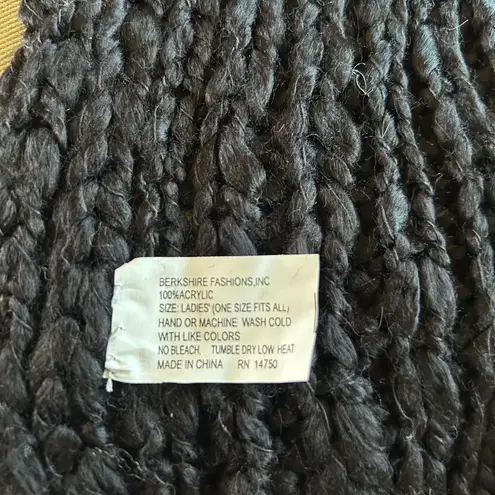 BERKSHIRE FASHIONS,INC
100%ACRYLIC
SIZE: LADIES' (ONE SIZE FITS ALL)
HAND OR MACHINE WASH COLD
WITH LIKE COLORS
NO BLEACH, TUMBLE DRY LOW HEAT
MADE IN CHINA RN 14750